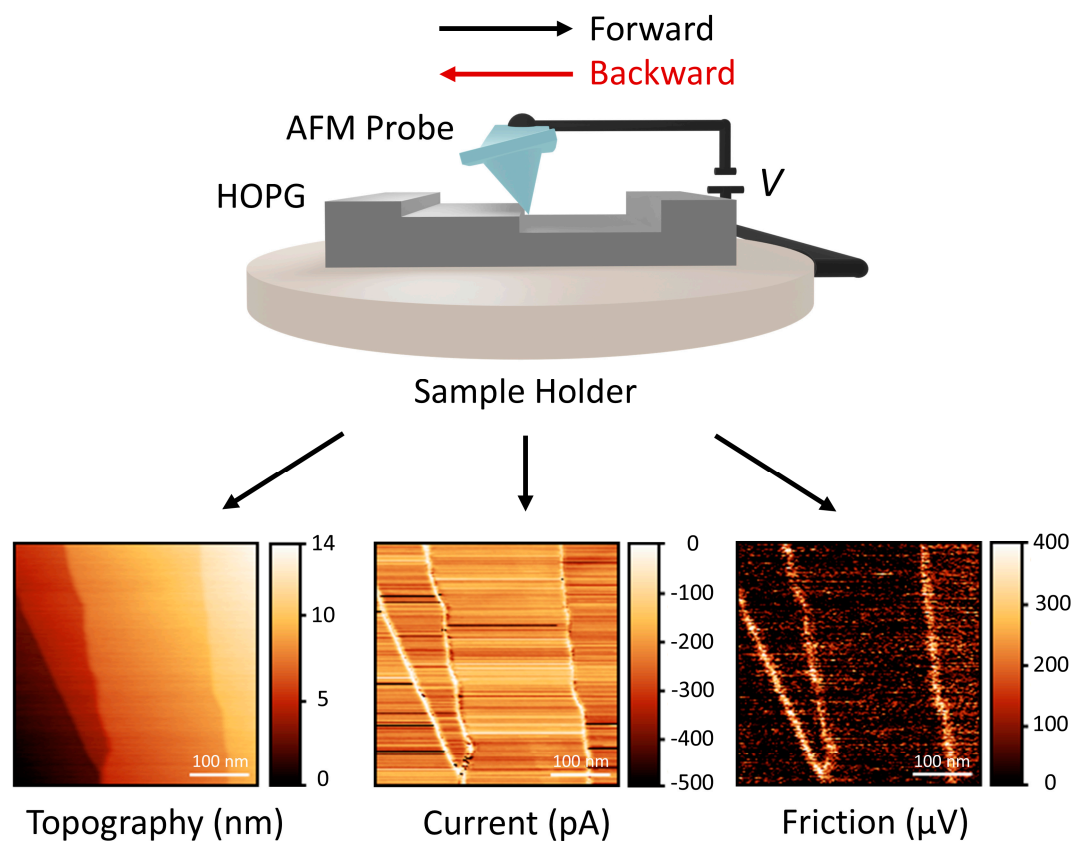 Forward
Backward
AFM Probe
HOPG
V
Sample Holder
14
10
5
0
100 nm
Topography (nm)
0
-100
-200
-300
-400
-500
100 nm
Current (pA)
400
300
200
100
0
100 nm
Friction (µV)